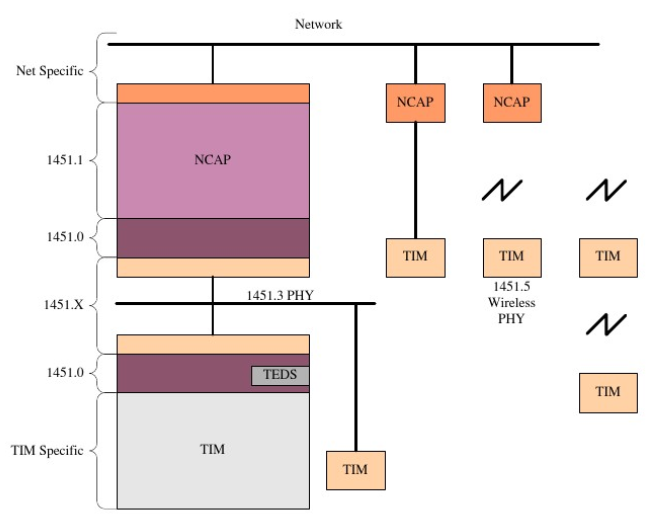 Network
Net Specific
NCAP
NCAP
1451.1
NCAP
1451.0
TIM
TIM
TIM
1451.5
Wireless
PHY
1451.X
1451.3 PHY
1451.0
TEDS
TIM
TIM Specific
TIM
TIM